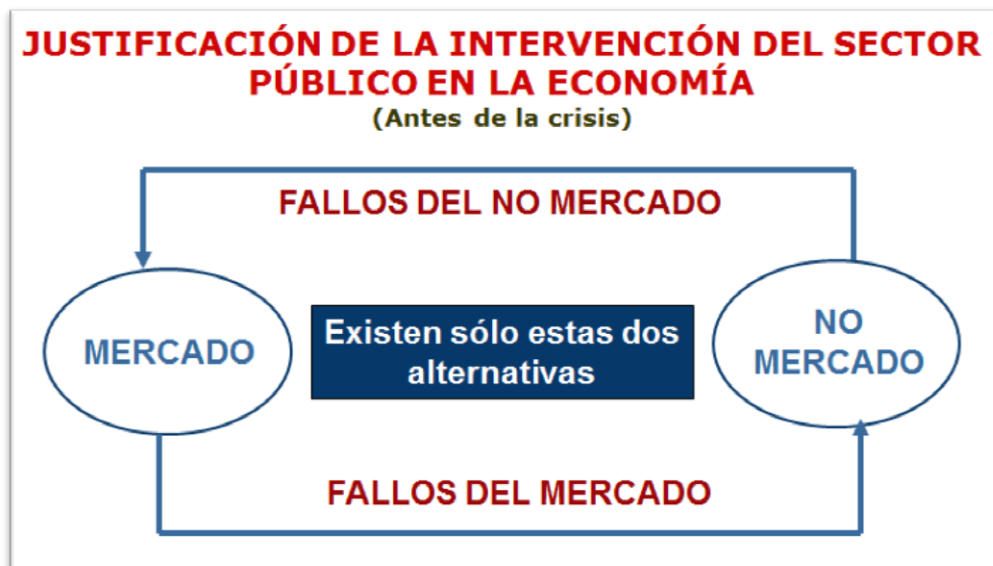 JUSTIFICACIÓN DE LA INTERVENCIÓN DEL SECTOR
PÚBLICO EN LA ECONOMÍA
(Antes de la crisis)
FALLOS DEL NO MERCADO
MERCADO
Existen sólo estas dos
alternativas
NO
MERCADO
FALLOS DEL MERCADO